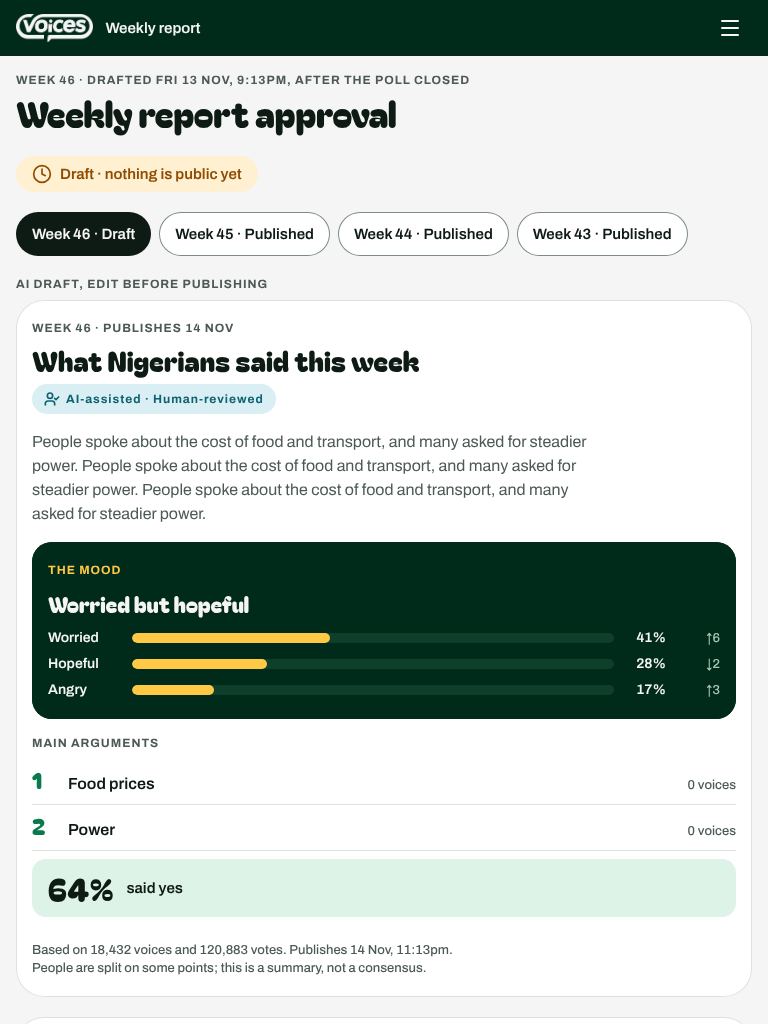 Voices
Weekly report
WEEK 46 · DRAFTED FRI 13 NOV, 9:13PM, AFTER THE POLL CLOSED
Weekly report approval
Draft · nothing is public yet
Week 46 · Draft
Week 45 · Published
Week 44 · Published
Week 43 · Published
AI DRAFT, EDIT BEFORE PUBLISHING
WEEK 46 · PUBLISHES 14 NOV
What Nigerians said this week
AI-assisted · Human-reviewed
People spoke about the cost of food and transport, and many asked for steadier
power. People spoke about the cost of food and transport, and many asked for
steadier power. People spoke about the cost of food and transport, and many
asked for steadier power.
THE MOOD
Worried but hopeful
Worried 41% ↑6
Hopeful 28% ↓2
Angry 17% ↑3
MAIN ARGUMENTS
1 Food prices 0 voices
2 Power 0 voices
64% said yes
Based on 18,432 voices and 120,883 votes. Publishes 14 Nov, 11:13pm.
People are split on some points; this is a summary, not a consensus.